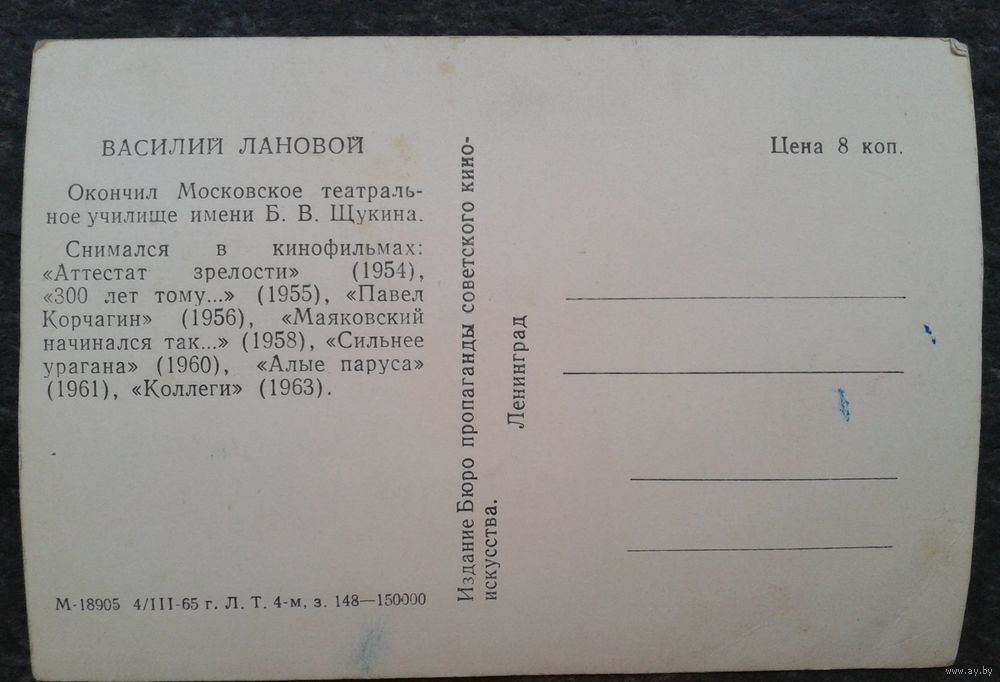 ВАСИЛИЙ ЛАНОВОЙ
Окончил Московское театраль-
ное училище имени Б. В. Щукина.
Снимался в кинофильмах:
«Аттестат зрелости» (1954),
«300 лет тому...» (1955), «Павел
Корчагин» (1956), «Маяковский
начинался так...» (1958), «Сильнее
урагана» (1960), «Алые паруса»
(1961), «Коллеги» (1963).
М-18905 4/III-65 г. Л. Т. 4-м, з. 148—150000
Издание Бюро пропаганды советского кино-
искусства.
Ленинград
Цена 8 коп.
www.ay.by